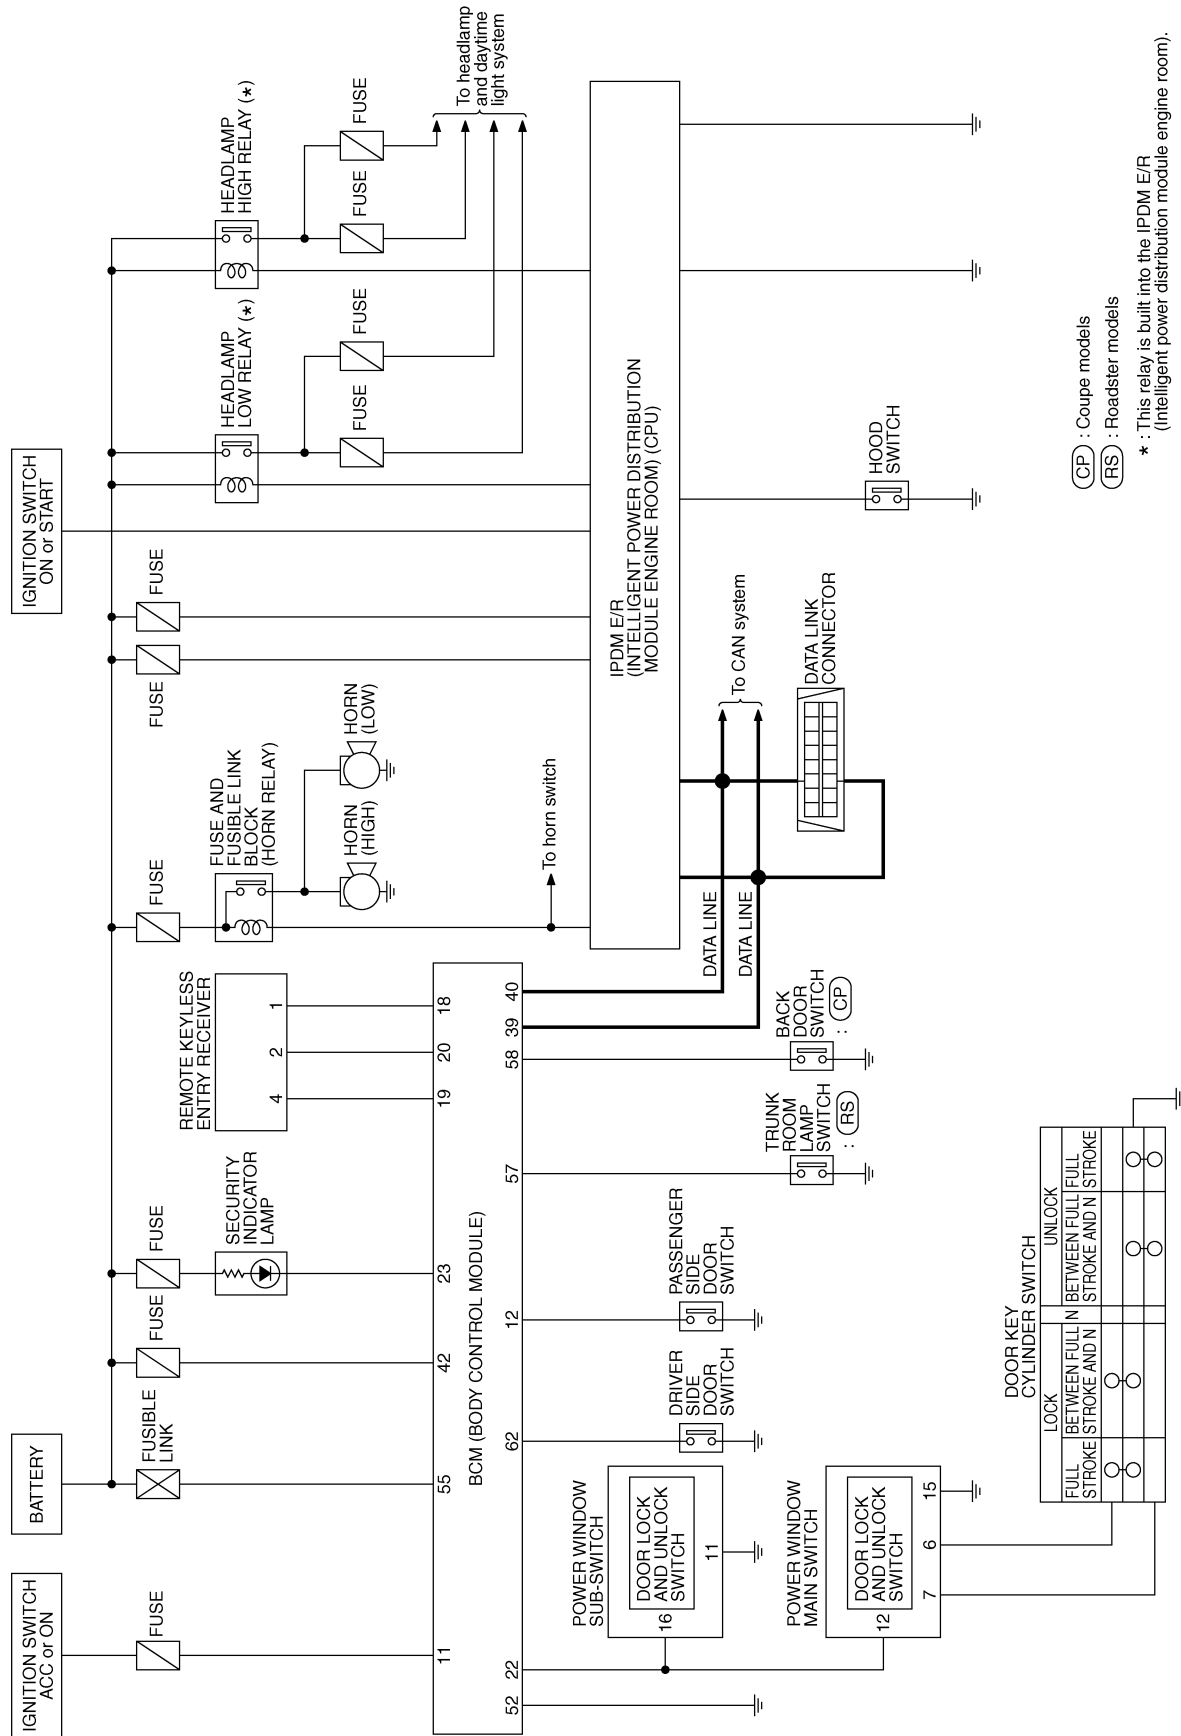 IGNITION SWITCH
ACC or ON
BATTERY
IGNITION SWITCH
ON or START
FUSE
FUSIBLE
LINK
FUSE
FUSE
FUSE
FUSE
FUSE
SECURITY
INDICATOR
LAMP
REMOTE KEYLESS
ENTRY RECEIVER
4
2
1
FUSE AND
FUSIBLE LINK
BLOCK
(HORN RELAY)
HORN
(HIGH)
HORN
(LOW)
HEADLAMP
LOW RELAY (*)
HEADLAMP
HIGH RELAY (*)
FUSE
FUSE
FUSE
FUSE
To headlamp
and daytime
light system
To horn switch
11
55
42
23
19
20
18
BCM (BODY CONTROL MODULE)
52
22
62
12
57
58
39
40
IPDM E/R
(INTELLIGENT POWER DISTRIBUTION
MODULE ENGINE ROOM) (CPU)
POWER WINDOW
SUB-SWITCH
DOOR LOCK
AND UNLOCK
SWITCH
16
11
DRIVER
SIDE
DOOR
SWITCH
PASSENGER
SIDE
DOOR
SWITCH
TRUNK
ROOM
LAMP
SWITCH
: RS
BACK
DOOR
SWITCH
: CP
DATA LINE
DATA LINE
To CAN system
DATA LINK
CONNECTOR
HOOD
SWITCH
POWER WINDOW
MAIN SWITCH
DOOR LOCK
AND UNLOCK
SWITCH
12
7
6
15
DOOR KEY
CYLINDER SWITCH
LOCK
UNLOCK
FULL
STROKE
BETWEEN FULL
STROKE AND N
N
BETWEEN FULL
STROKE AND N
FULL
STROKE
CP : Coupe models
RS : Roadster models
* : This relay is built into the IPDM E/R
(Intelligent power distribution module engine room).